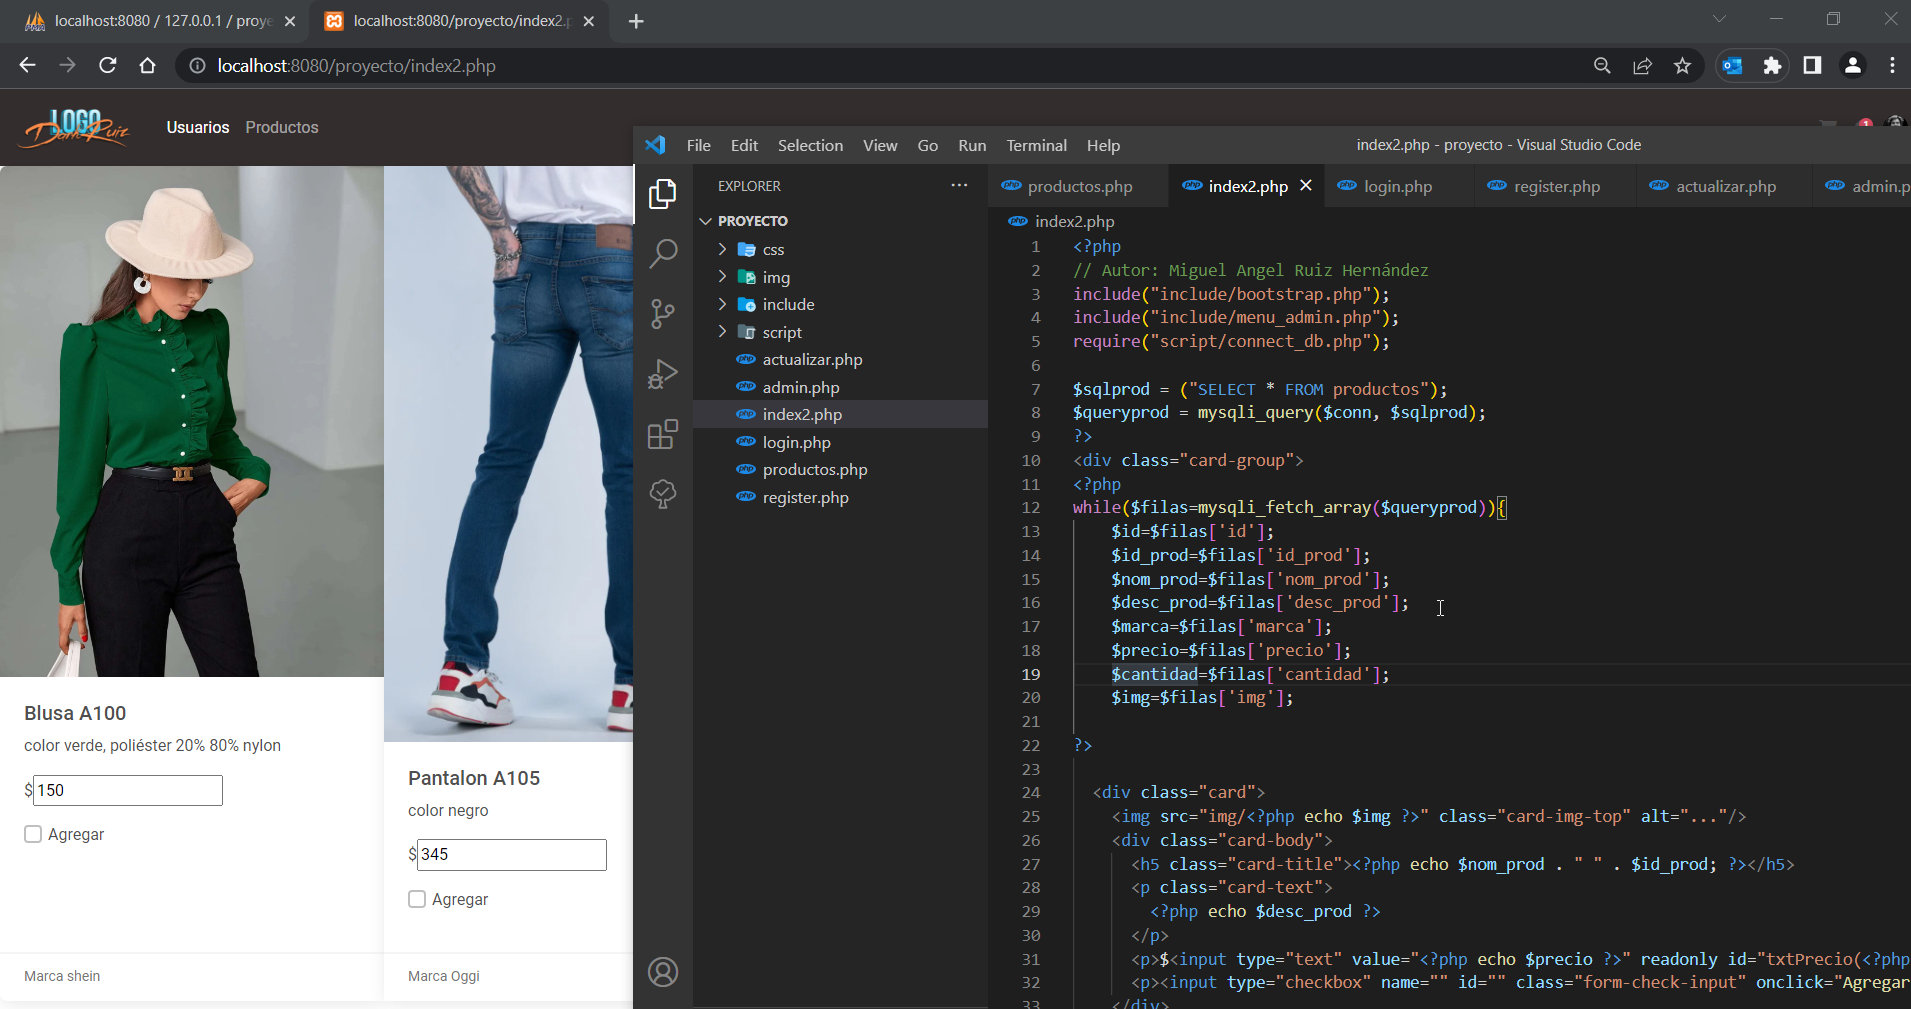 localhost:8080 / 127.0.0.1 / proye
localhost:8080/proyecto/index2.p
localhost:8080/proyecto/index2.php
LOGO
Dark Ruiz
Usuarios
Productos
1
File Edit Selection View Go Run Terminal Help
index2.php - proyecto - Visual Studio Code
EXPLORER
PROYECTO
css
img
include
script
actualizar.php
admin.php
index2.php
login.php
productos.php
register.php
productos.php
index2.php
login.php
register.php
actualizar.php
admin.p
index2.php
1 <?php
2 // Autor: Miguel Angel Ruiz Hernández
3 include("include/bootstrap.php");
4 include("include/menu_admin.php");
5 require("script/connect_db.php");
6
7 $sqlprod = ("SELECT * FROM productos");
8 $queryprod = mysqli_query($conn, $sqlprod);
9 ?>
10 <div class="card-group">
11 <?php
12 while($filas=mysqli_fetch_array($queryprod)){
13 $id=$filas['id'];
14 $id_prod=$filas['id_prod'];
15 $nom_prod=$filas['nom_prod'];
16 $desc_prod=$filas['desc_prod'];
17 $marca=$filas['marca'];
18 $precio=$filas['precio'];
19 $cantidad=$filas['cantidad'];
20 $img=$filas['img'];
21
22 ?>
23
24 <div class="card">
25 <img src="img/<?php echo $img ?>" class="card-img-top" alt="..."/>
26 <div class="card-body">
27 <h5 class="card-title"><?php echo $nom_prod . " " . $id_prod; ?></h5>
28 <p class="card-text">
29 <?php echo $desc_prod ?>
30 </p>
31 <p>$<input type="text" value="<?php echo $precio ?>" readonly id="txtPrecio(<?php
32 <p><input type="checkbox" name="" id="" class="form-check-input" onclick="Agregar
33 </div>
Blusa A100
color verde, poliéster 20% 80% nylon
$150
Agregar
Marca shein
Pantalon A105
color negro
$345
Agregar
Marca Oggi